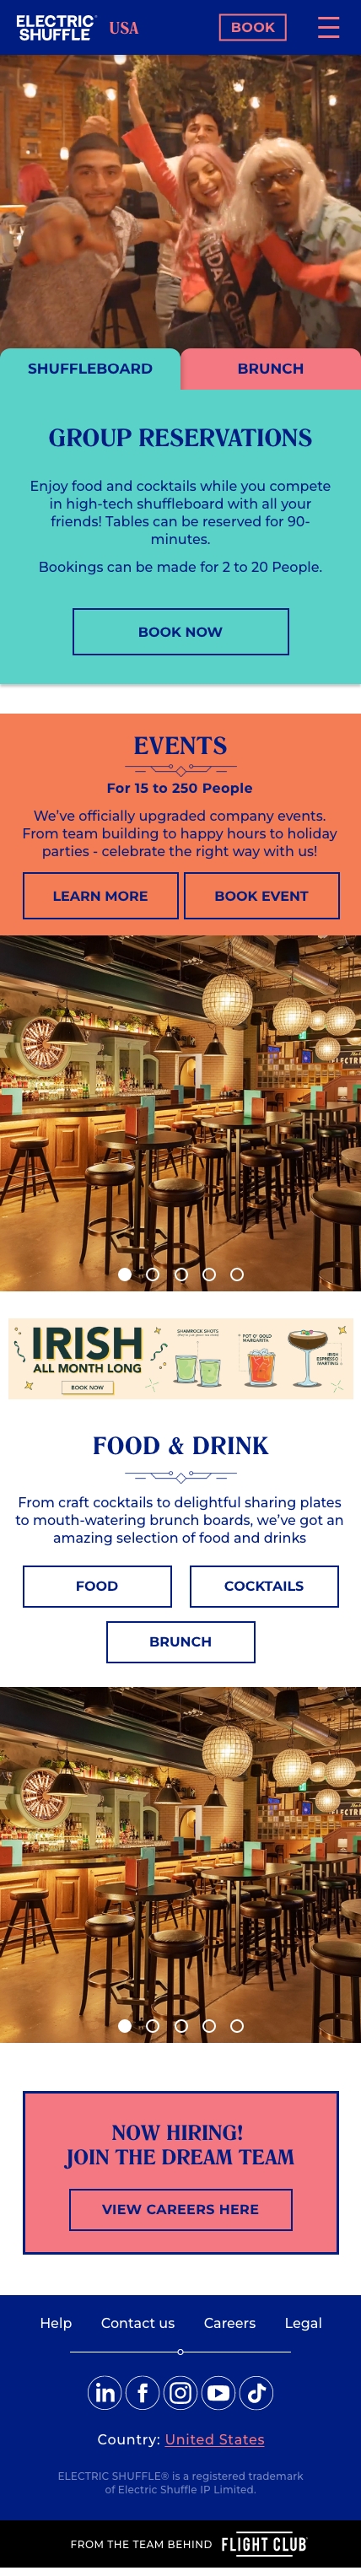 ELECTRIC
SHUFFLE
USA
BOOK
SHUFFLEBOARD
BRUNCH
GROUP RESERVATIONS
Enjoy food and cocktails while you compete
in high-tech shuffleboard with all your
friends! Tables can be reserved for 90-
minutes.
Bookings can be made for 2 to 20 People.
BOOK NOW
EVENTS
For 15 to 250 People
We’ve officially upgraded company events.
From team building to happy hours to holiday
parties - celebrate the right way with us!
LEARN MORE
BOOK EVENT
IRISH
ALL MONTH LONG
BOOK NOW
SHAMROCK SHOTS
POT O' GOLD
MARGARITA
IRISH
ESPRESSO
MARTINI
FOOD & DRINK
From craft cocktails to delightful sharing plates
to mouth-watering brunch boards, we’ve got an
amazing selection of food and drinks
FOOD
COCKTAILS
BRUNCH
NOW HIRING!
JOIN THE DREAM TEAM
VIEW CAREERS HERE
Help
Contact us
Careers
Legal
Country: United States
ELECTRIC SHUFFLE® is a registered trademark
of Electric Shuffle IP Limited.
FROM THE TEAM BEHIND FLIGHT CLUB